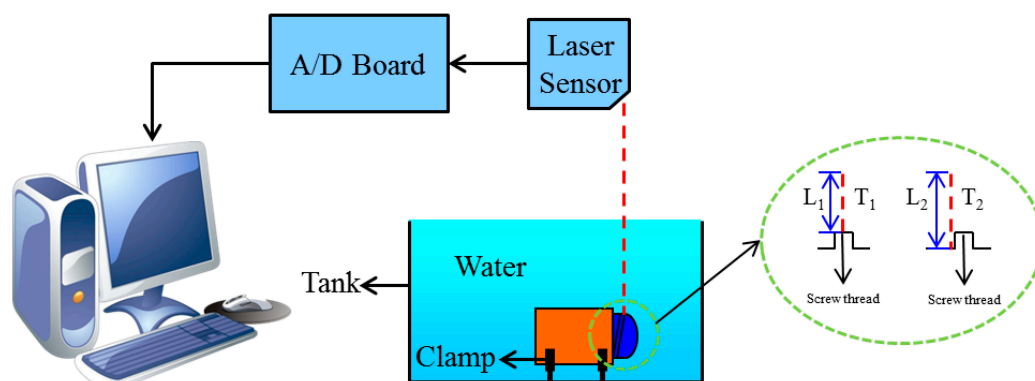 A/D Board
Laser
Sensor
L₁
T₁
L₂
T₂
Water
Tank
Screw thread
Screw thread
Clamp